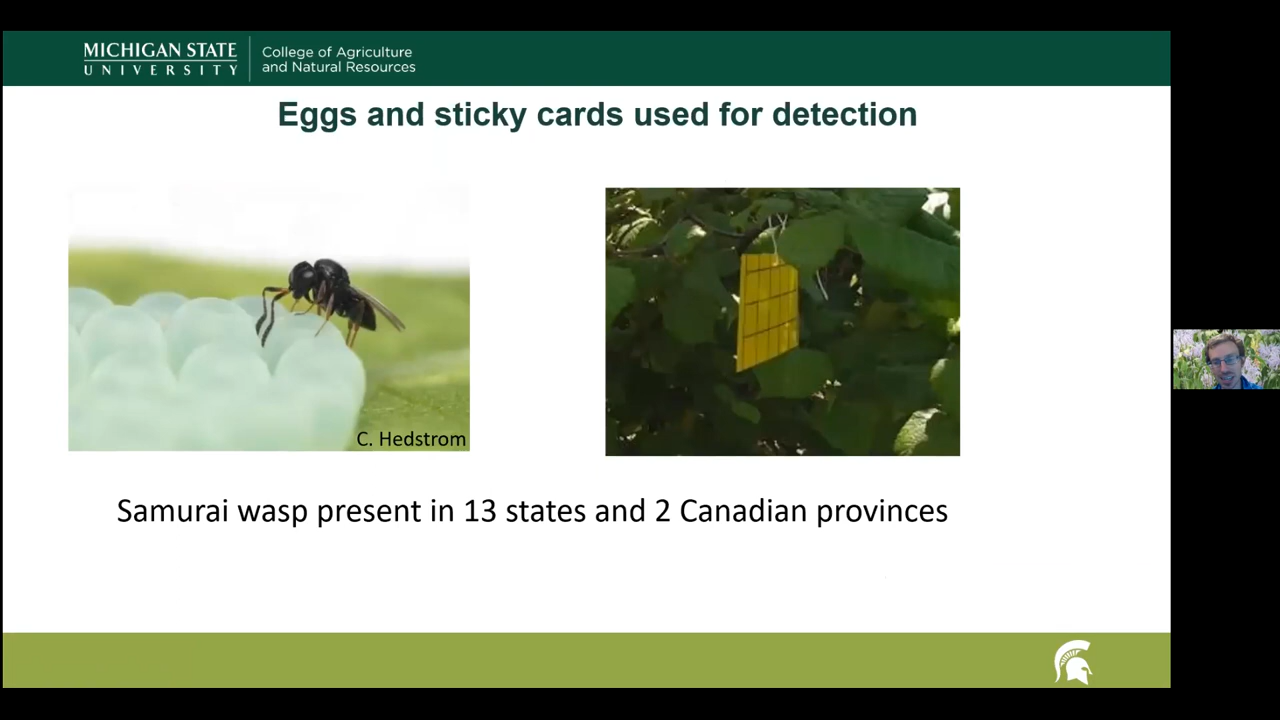 MICHIGAN STATE
UNIVERSITY
College of Agriculture
and Natural Resources
Eggs and sticky cards used for detection
C. Hedstrom
Samurai wasp present in 13 states and 2 Canadian provinces